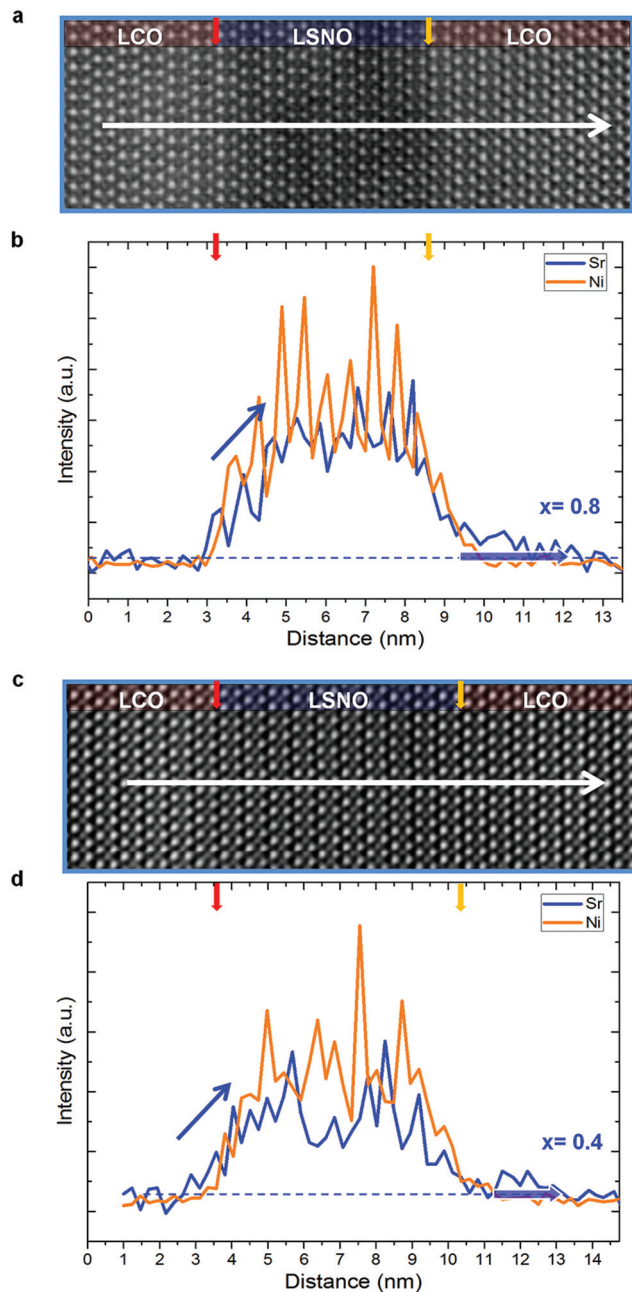 a
LCO LSNO LCO
b
Sr
Ni
Intensity (a.u.)
x= 0.8
0 1 2 3 4 5 6 7 8 9 10 11 12 13
Distance (nm)
c
LCO LSNO LCO
d
Sr
Ni
Intensity (a.u.)
x= 0.4
0 1 2 3 4 5 6 7 8 9 10 11 12 13 14
Distance (nm)